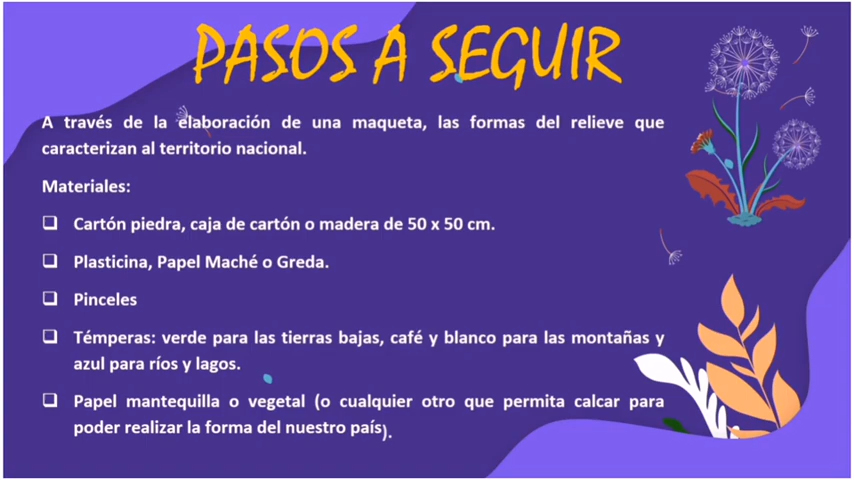 PASOS A SEGUIR
A través de la elaboración de una maqueta, las formas del relieve que
caracterizan al territorio nacional.
Materiales:
Cartón piedra, caja de cartón o madera de 50 x 50 cm.
Plasticina, Papel Maché o Greda.
Pinceles
Témperas: verde para las tierras bajas, café y blanco para las montañas y
azul para ríos y lagos.
Papel mantequilla o vegetal (o cualquier otro que permita calcar para
poder realizar la forma del nuestro país).